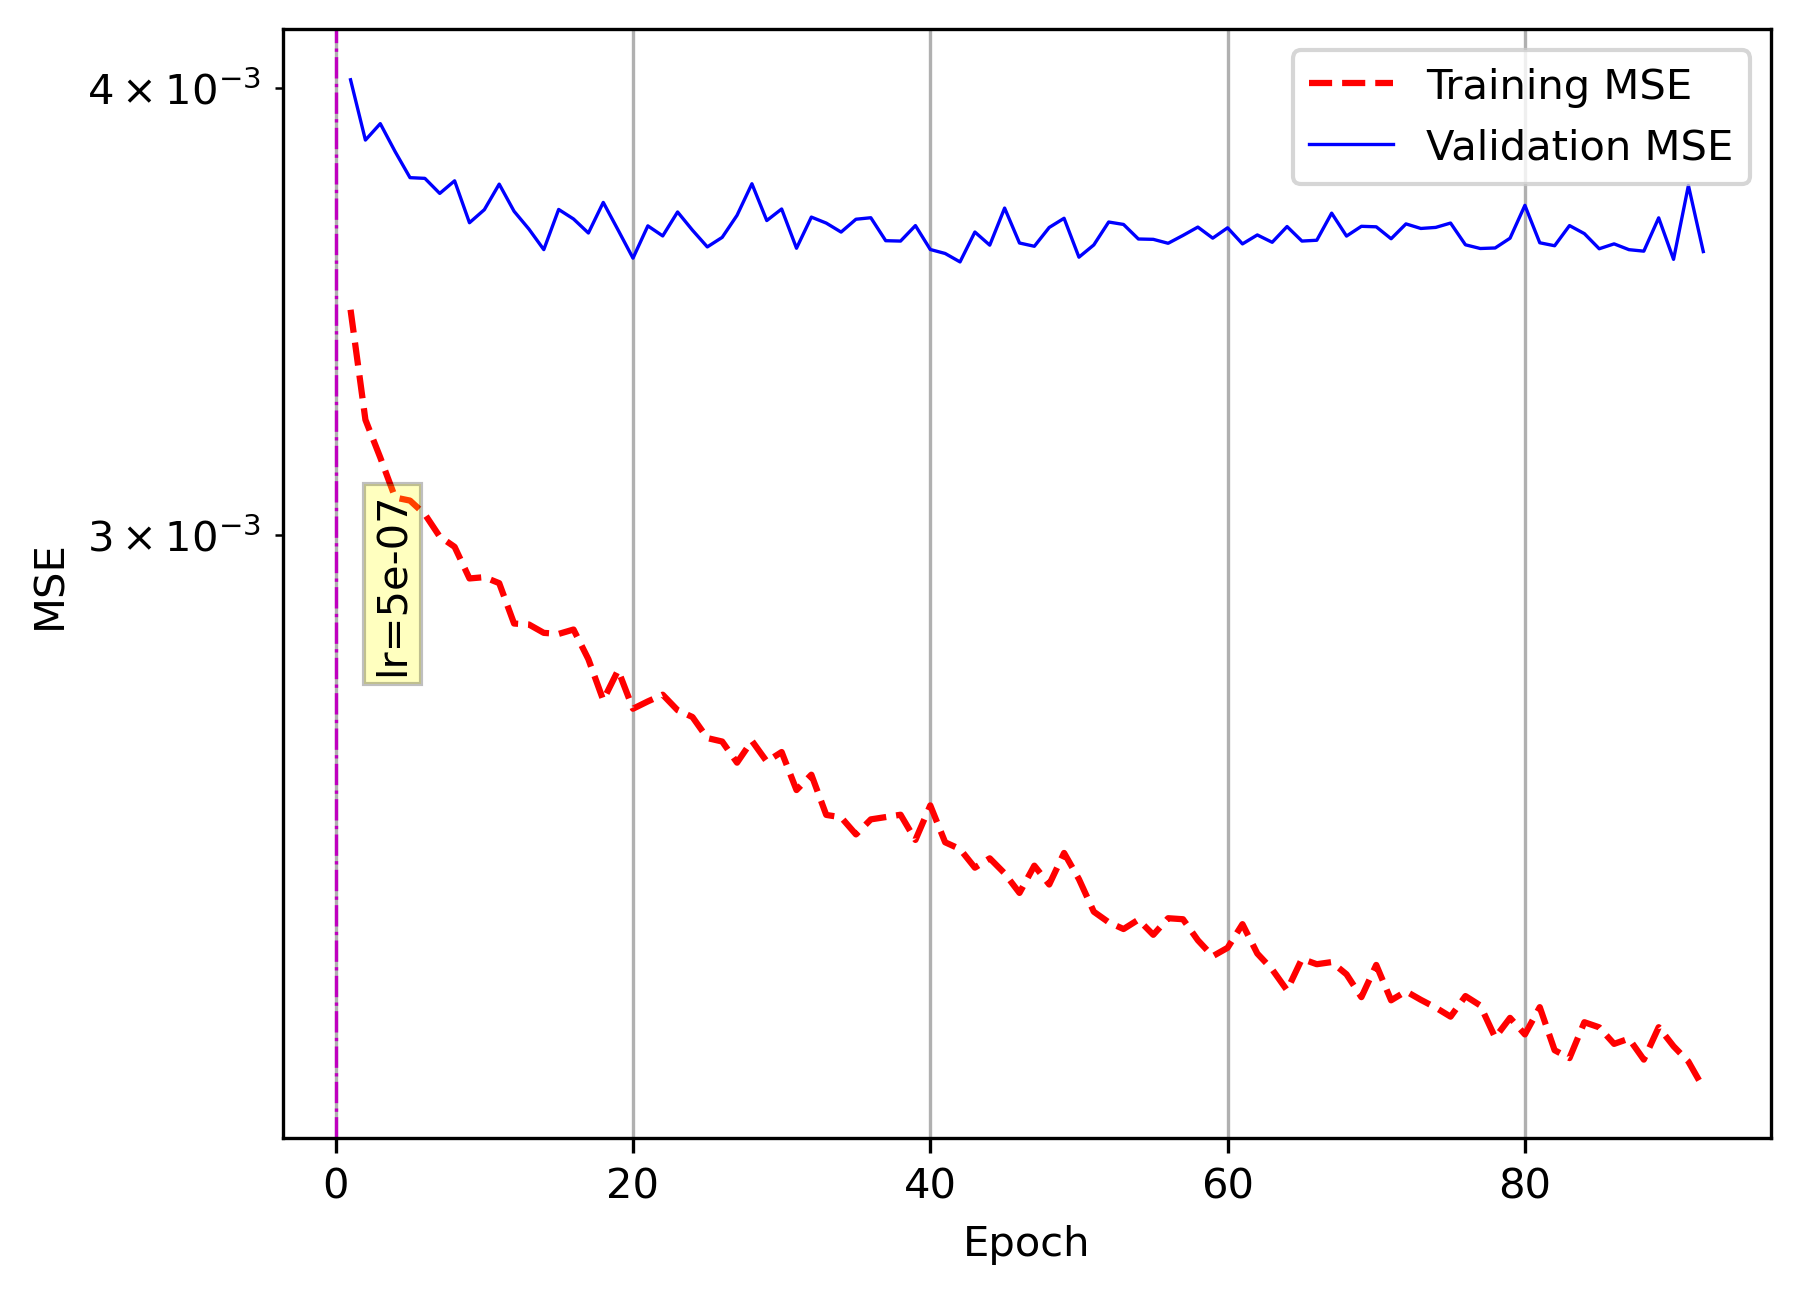 4 × 10⁻³
3 × 10⁻³
MSE
lr=5e-07
Training MSE
Validation MSE
0 20 40 60 80
Epoch